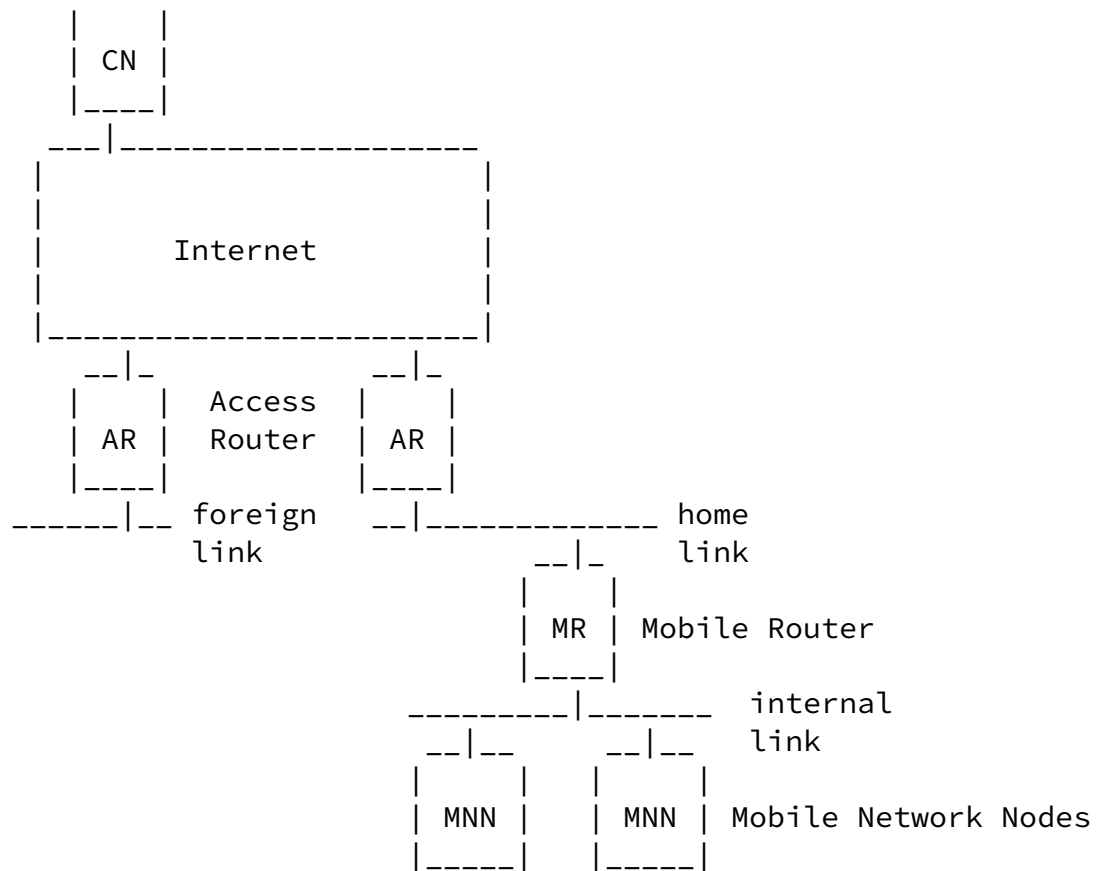 CN
Internet
Access
AR Router AR
foreign home
link link
MR Mobile Router
internal
link
MNN MNN Mobile Network Nodes